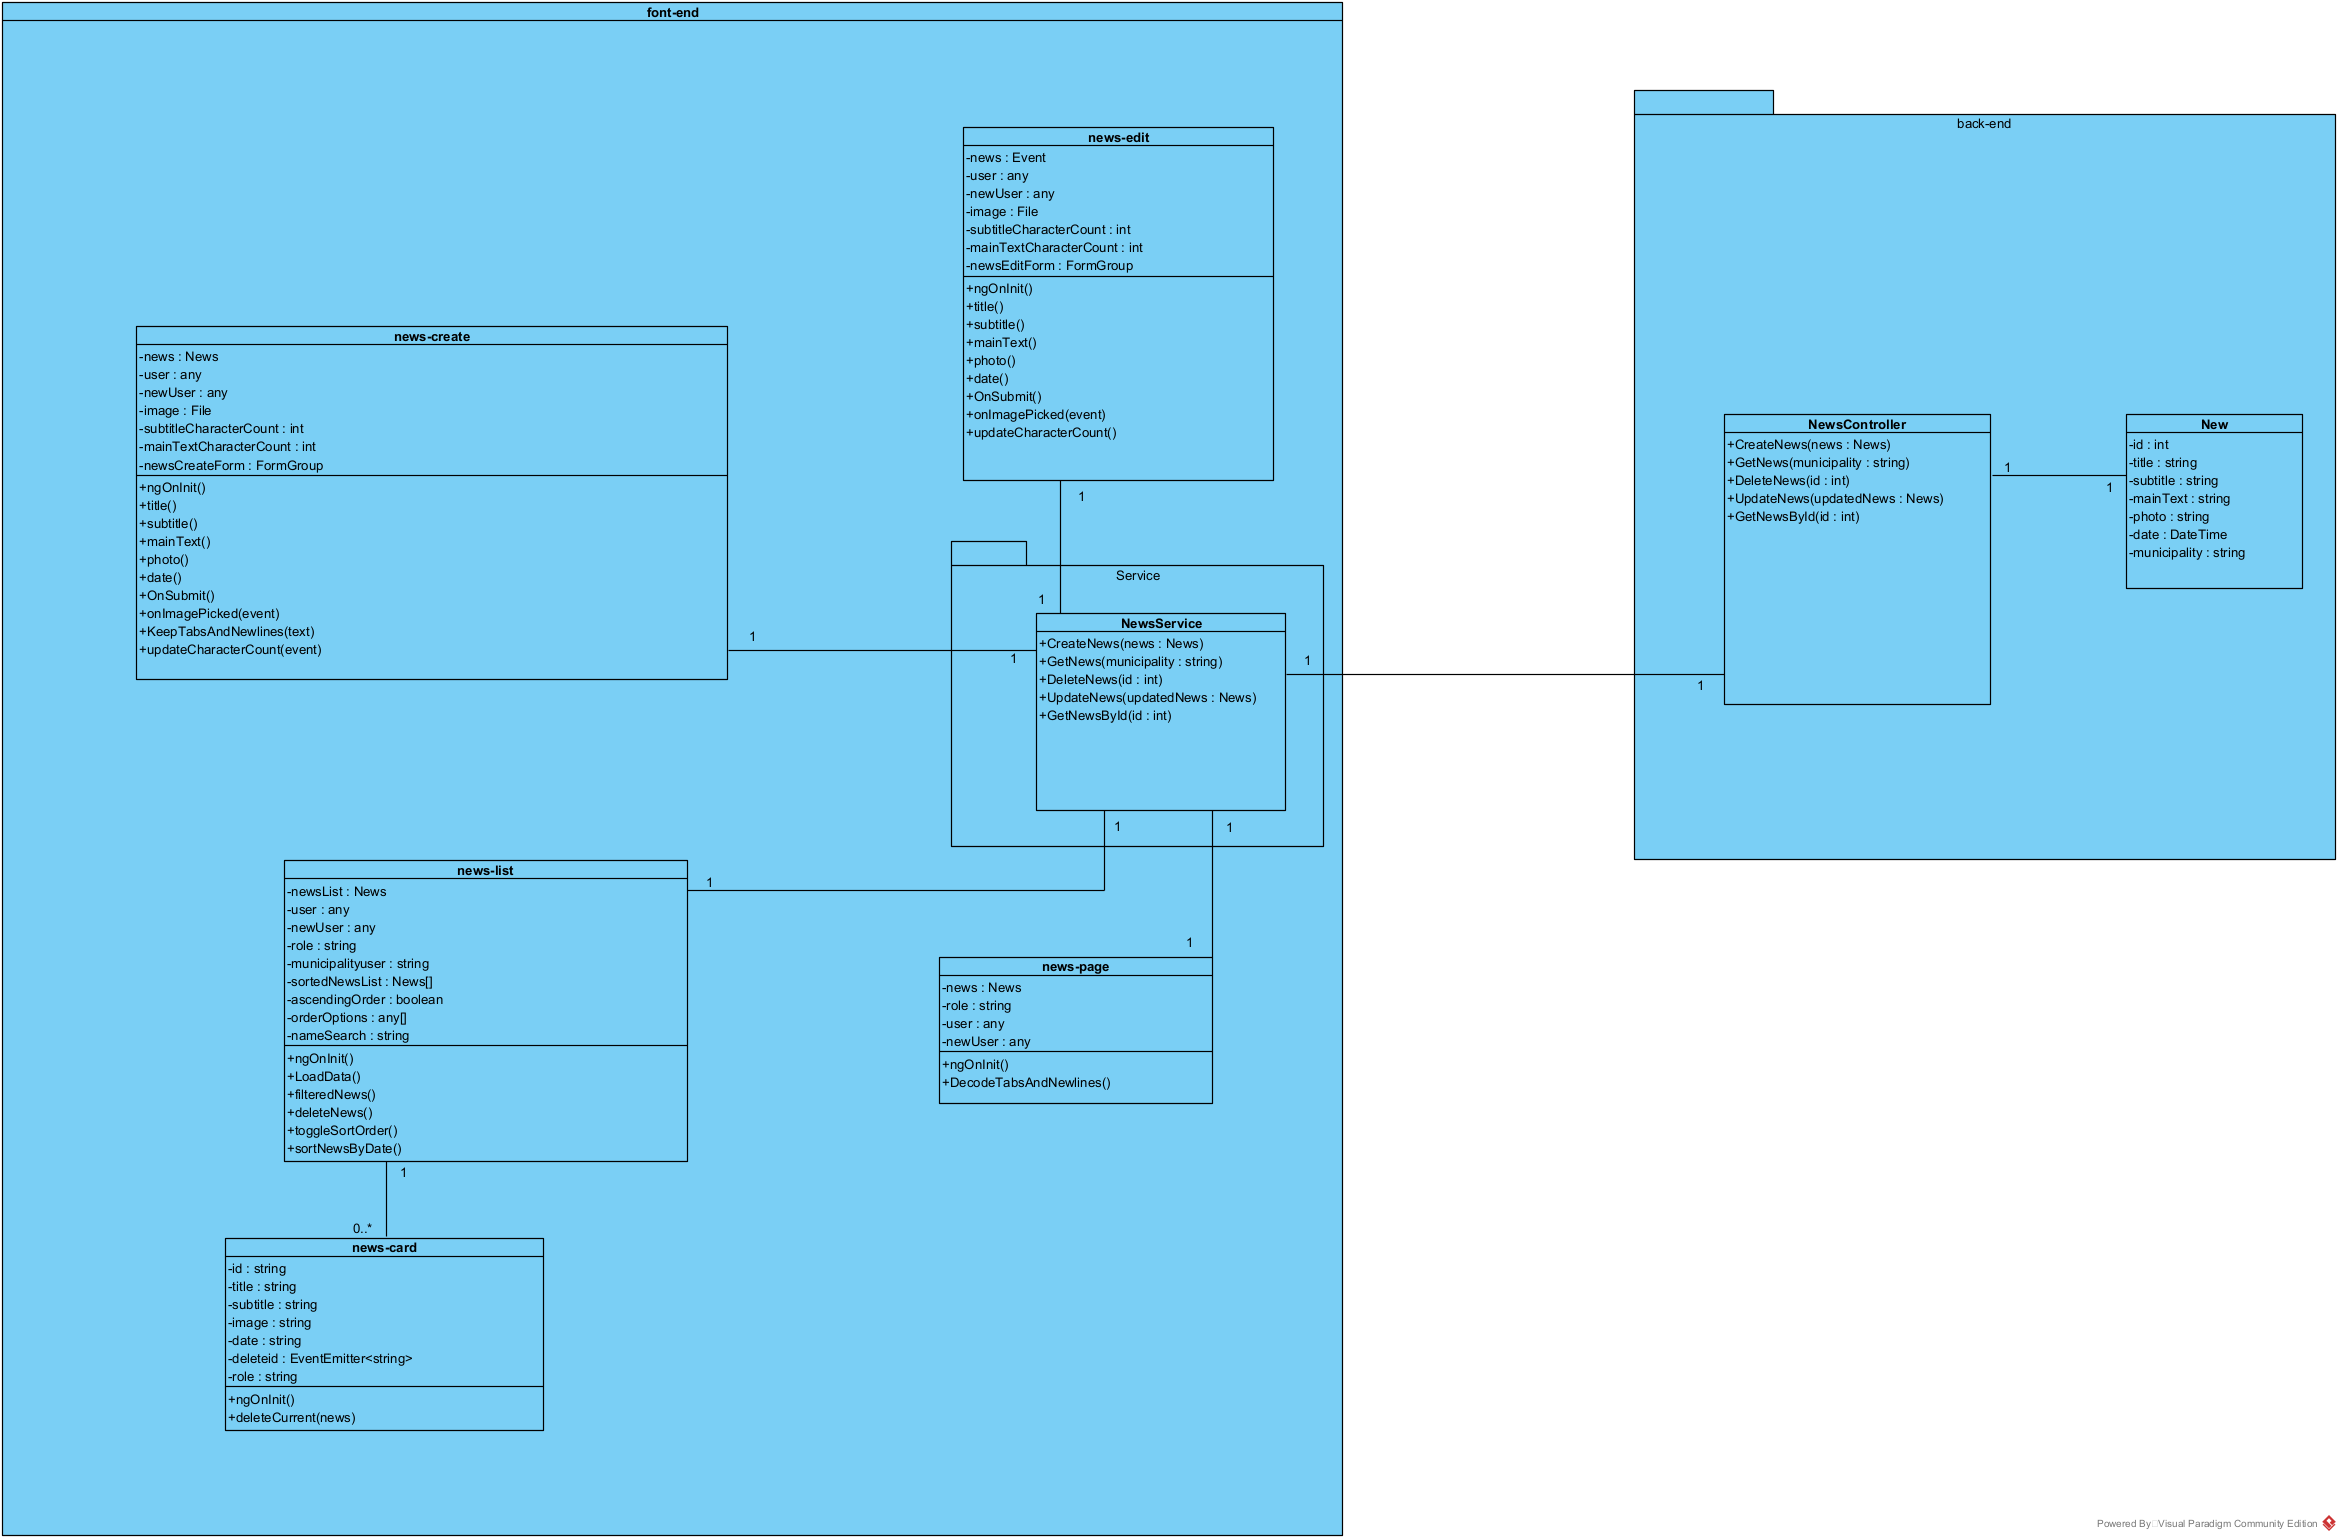 font-end
news-edit
-news : Event
-user : any
-newUser : any
-image : File
-subtitleCharacterCount : int
-mainTextCharacterCount : int
-newsEditForm : FormGroup
+ngOnInit()
+title()
+subtitle()
+mainText()
+photo()
+date()
+OnSubmit()
+onImagePicked(event)
+updateCharacterCount()
1
1
news-create
-news : News
-user : any
-newUser : any
-image : File
-subtitleCharacterCount : int
-mainTextCharacterCount : int
-newsCreateForm : FormGroup
+ngOnInit()
+title()
+subtitle()
+mainText()
+photo()
+date()
+OnSubmit()
+onImagePicked(event)
+KeepTabsAndNewlines(text)
+updateCharacterCount(event)
1
1
Service
NewsService
+CreateNews(news : News)
+GetNews(municipality : string)
+DeleteNews(id : int)
+UpdateNews(updatedNews : News)
+GetNewsById(id : int)
1
1
1
1
news-list
-newsList : News
-user : any
-newUser : any
-role : string
-municipalityuser : string
-sortedNewsList : News[]
-ascendingOrder : boolean
-orderOptions : any[]
-nameSearch : string
+ngOnInit()
+LoadData()
+filteredNews()
+deleteNews()
+toggleSortOrder()
+sortNewsByDate()
1
1
0..*
news-card
-id : string
-title : string
-subtitle : string
-image : string
-date : string
-deleteid : EventEmitter<string>
-role : string
+ngOnInit()
+deleteCurrent(news)
1
news-page
-news : News
-role : string
-user : any
-newUser : any
+ngOnInit()
+DecodeTabsAndNewlines()
back-end
NewsController
+CreateNews(news : News)
+GetNews(municipality : string)
+DeleteNews(id : int)
+UpdateNews(updatedNews : News)
+GetNewsById(id : int)
1
1
New
-id : int
-title : string
-subtitle : string
-mainText : string
-photo : string
-date : DateTime
-municipality : string
Powered By Visual Paradigm Community Edition